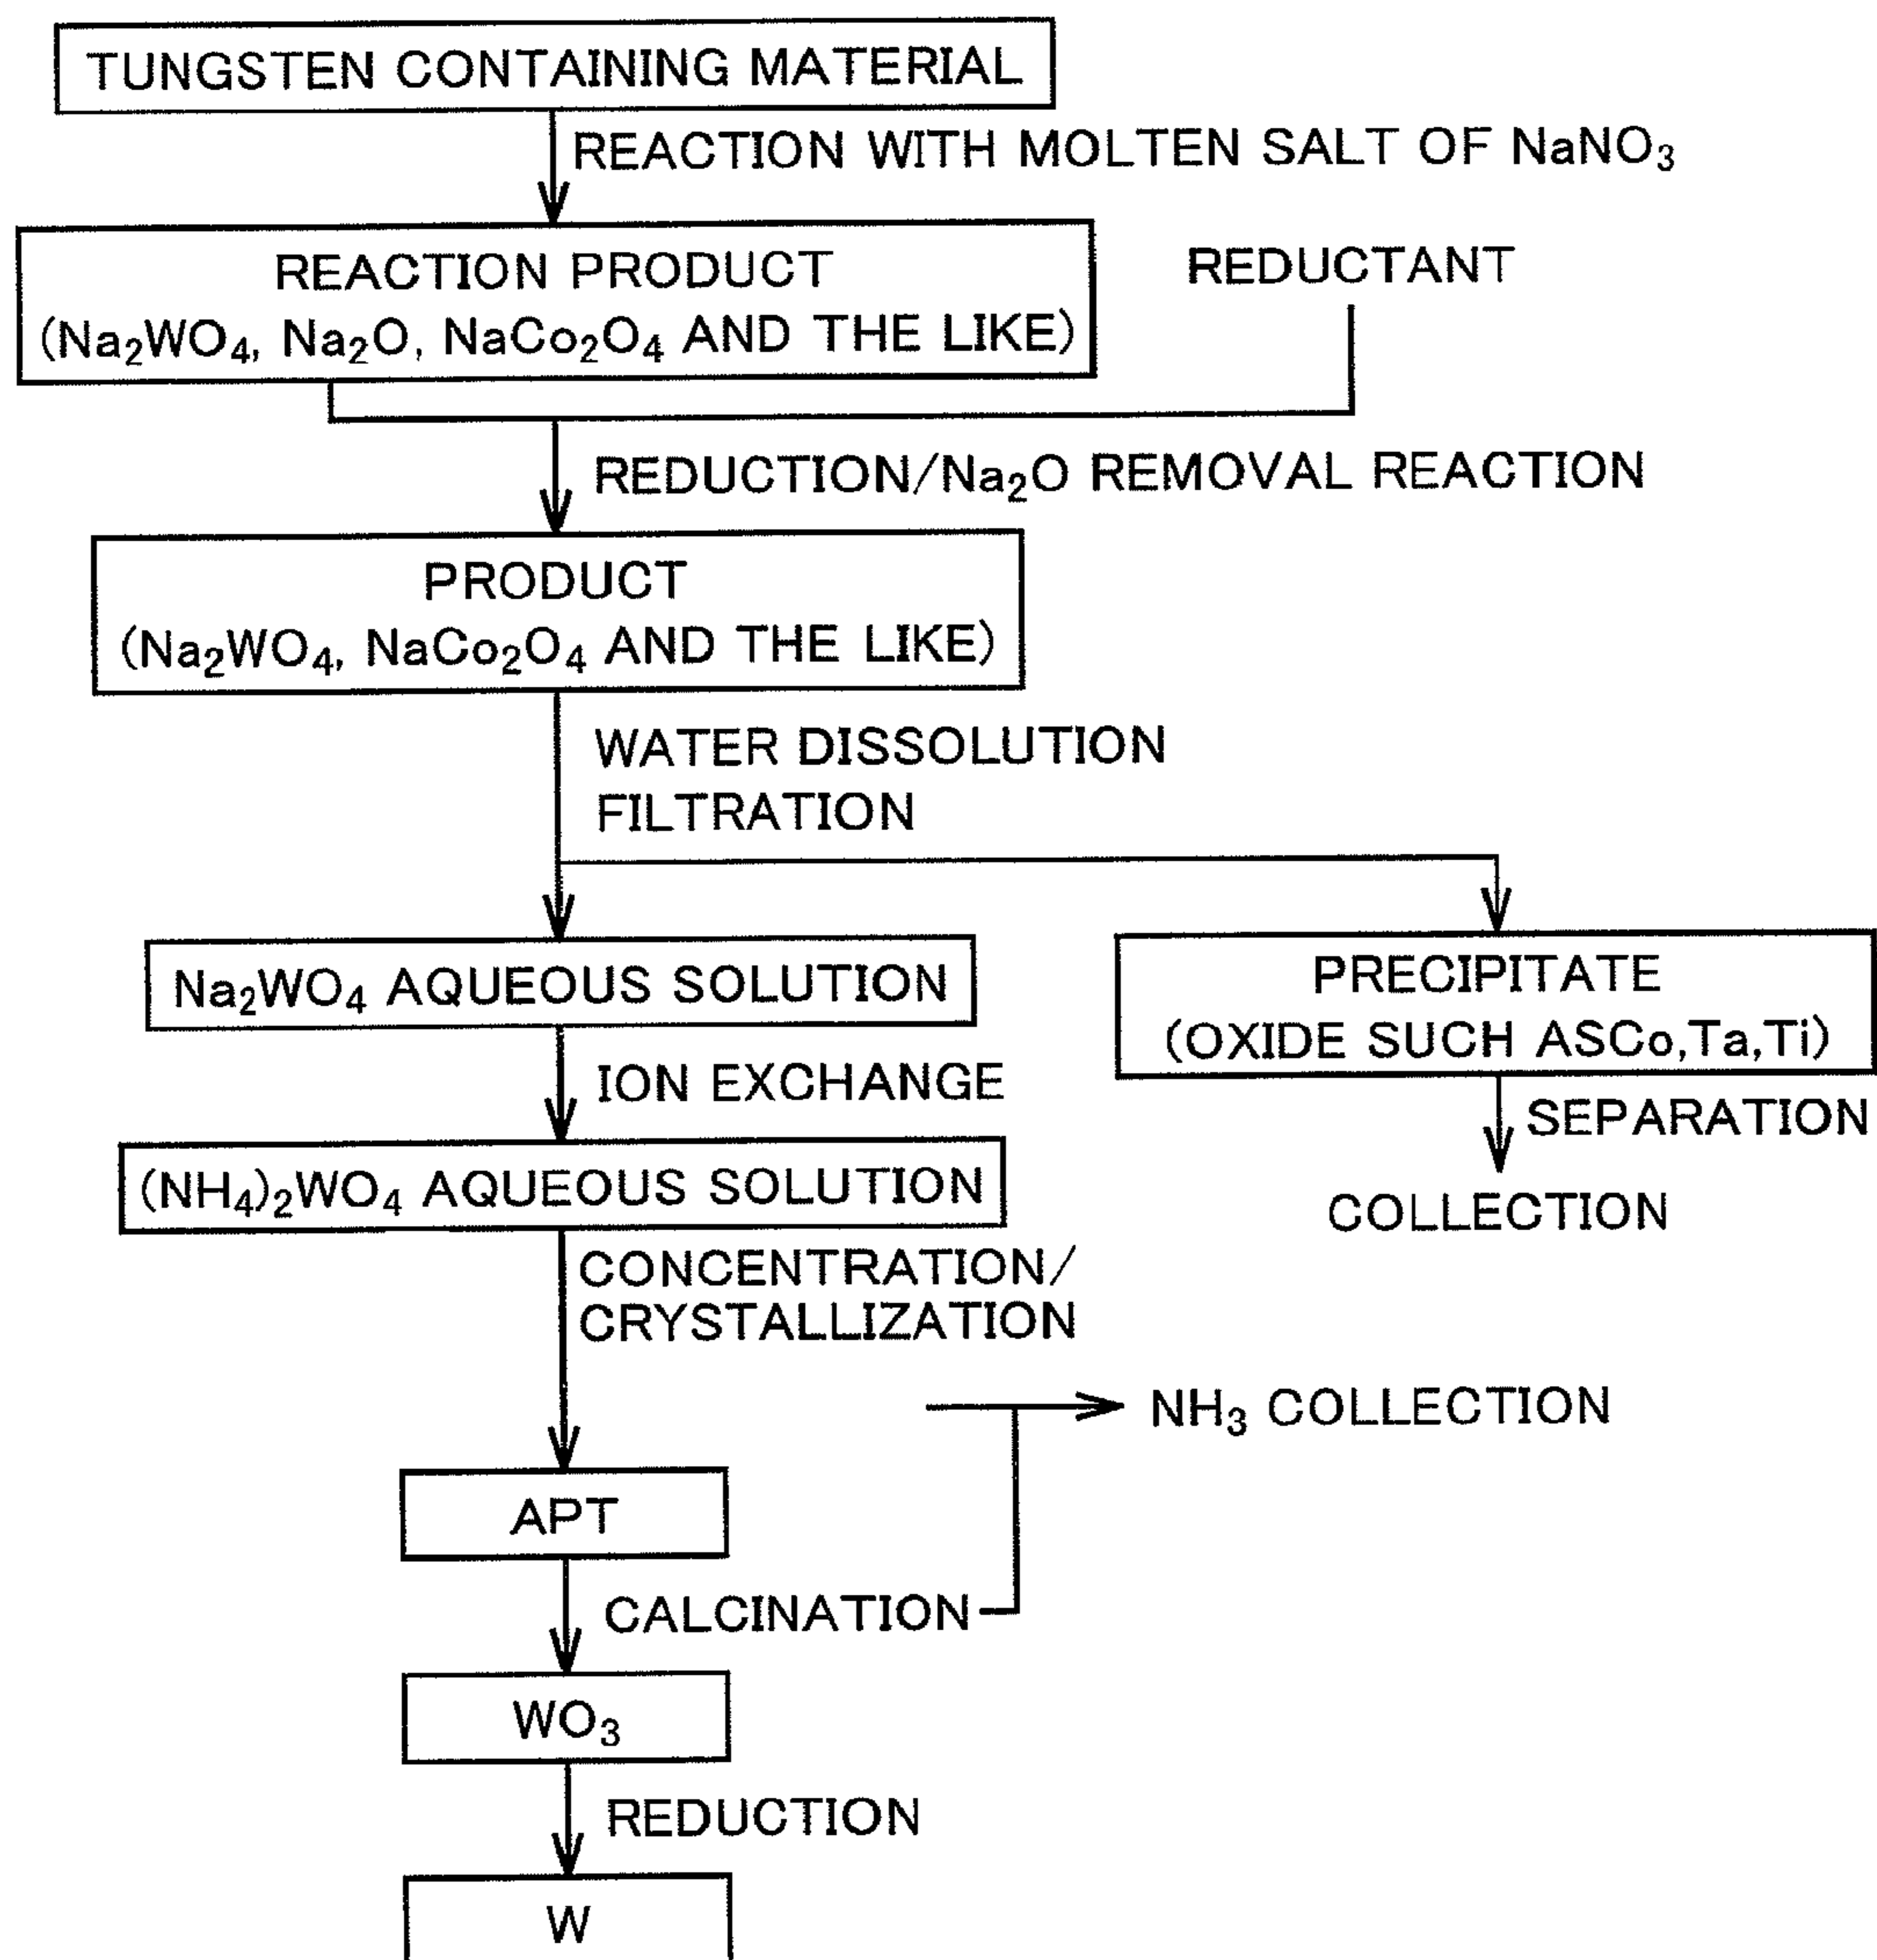 TUNGSTEN CONTAINING MATERIAL
REACTION WITH MOLTEN SALT OF NaNO₃
REACTION PRODUCT
(Na₂WO₄, Na₂O, NaCo₂O₄ AND THE LIKE)
REDUCTANT
REDUCTION/Na₂O REMOVAL REACTION
PRODUCT
(Na₂WO₄, NaCo₂O₄ AND THE LIKE)
WATER DISSOLUTION
FILTRATION
Na₂WO₄ AQUEOUS SOLUTION
PRECIPITATE
(OXIDE SUCH ASCo,Ta,Ti)
ION EXCHANGE
SEPARATION
(NH₄)₂WO₄ AQUEOUS SOLUTION
COLLECTION
CONCENTRATION/
CRYSTALLIZATION
NH₃ COLLECTION
APT
CALCINATION
WO₃
REDUCTION
W